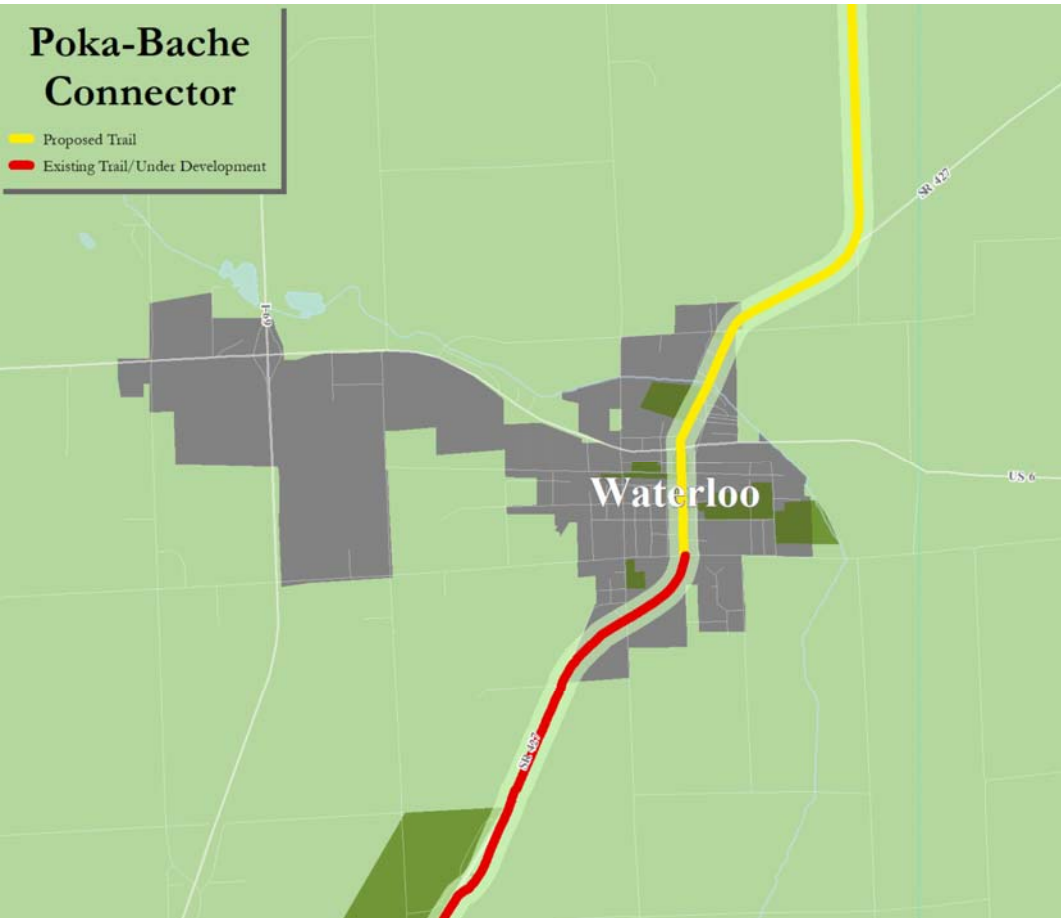 Poka-Bache
Connector
Proposed Trail
Existing Trail/Under Development
SR 427
I-69
Waterloo
US 6
SR 427